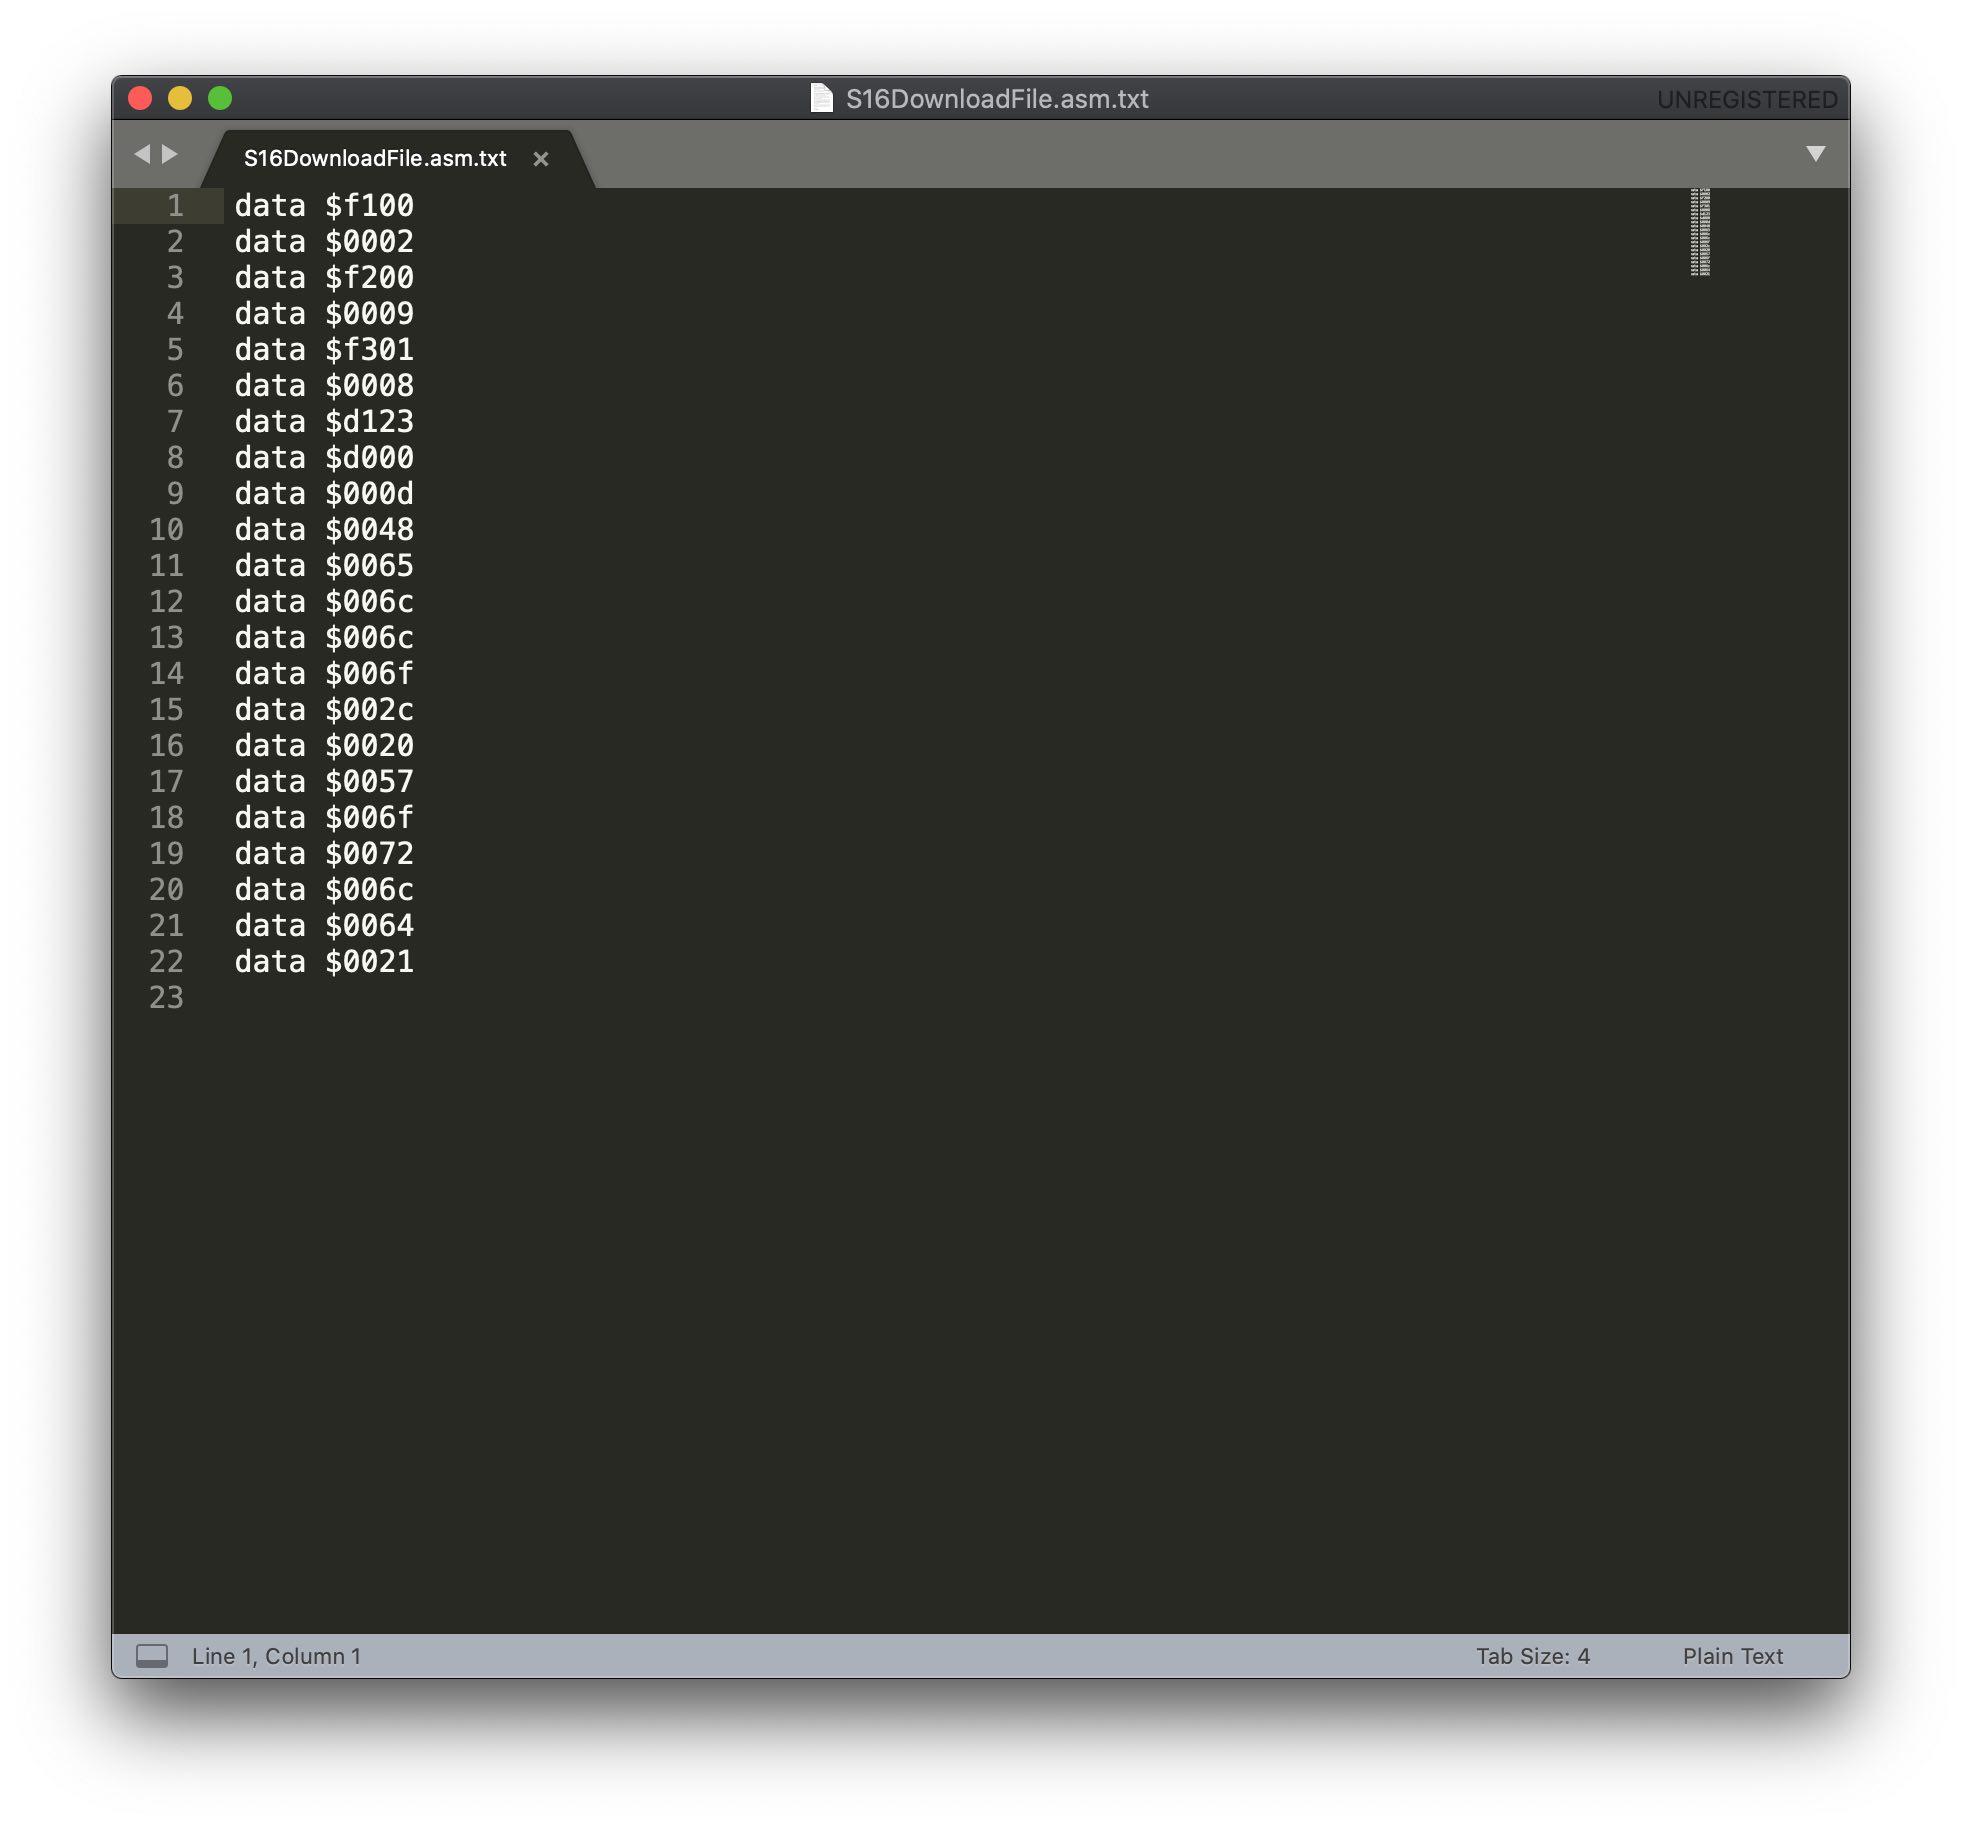 S16DownloadFile.asm.txt
UNREGISTERED
S16DownloadFile.asm.txt
1 data $f100
2 data $0002
3 data $f200
4 data $0009
5 data $f301
6 data $0008
7 data $d123
8 data $d000
9 data $000d
10 data $0048
11 data $0065
12 data $006c
13 data $006c
14 data $006f
15 data $002c
16 data $0020
17 data $0057
18 data $006f
19 data $0072
20 data $006c
21 data $0064
22 data $0021
23
Line 1, Column 1
Tab Size: 4
Plain Text